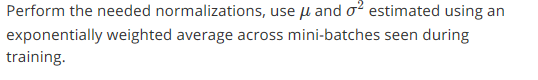 Perform the needed normalizations, use μ and σ² estimated using an
exponentially weighted average across mini-batches seen during
training.